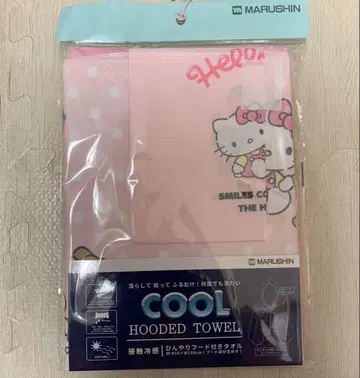 MARUSHIN
Hello
SMILES CO
THE H
濡らして 絞って ふるだけ！何度でも冷たい
COOL
HOODED TOWEL
接触冷感
ひんやりフード付きタオル